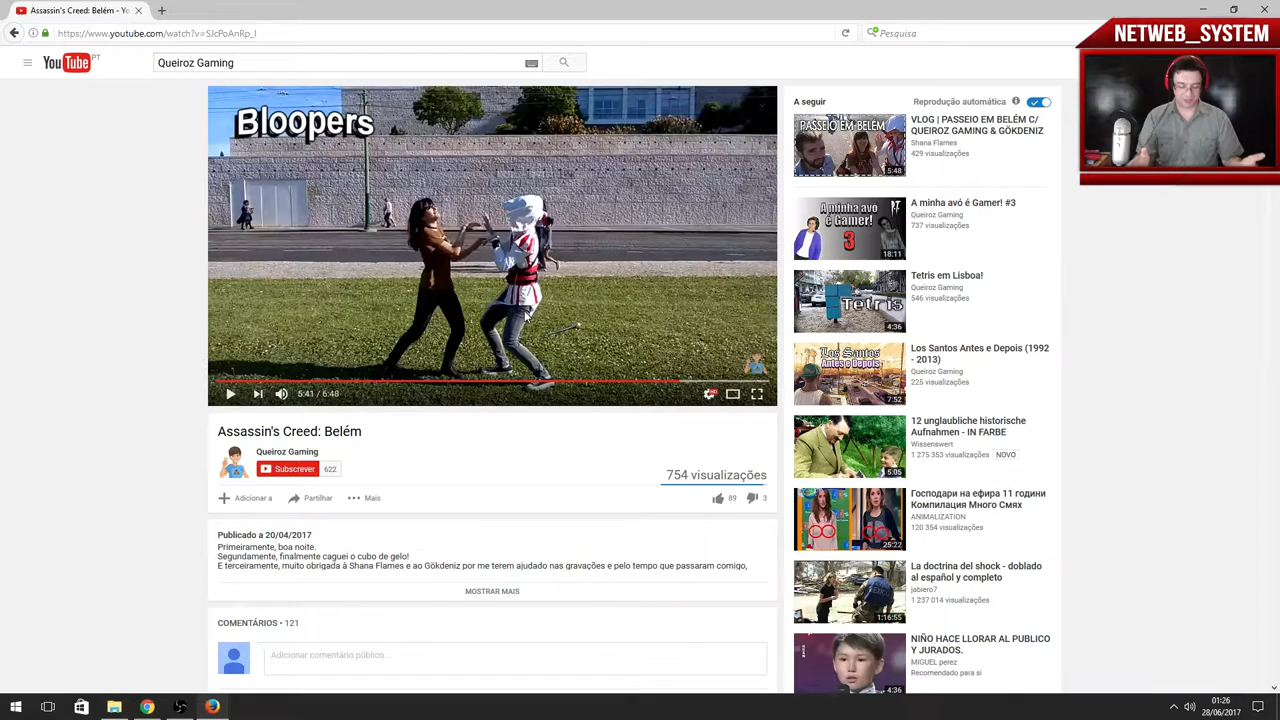 Assassin's Creed: Belém - Yo
https://www.youtube.com/watch?v=SJcPoAnRp_I
Pesquisa
NETWEB_SYSTEM
YouTube PT
Queiroz Gaming
Bloopers
5:41 / 6:48
Assassin's Creed: Belém
Queiroz Gaming
Subscrever 622
754 visualizações
Adicionar a Partilhar Mais 89 3
Publicado a 20/04/2017
Primeiramente, boa noite.
Segundamente, finalmente caguei o cubo de gelo!
E terceiramente, muito obrigada à Shana Flames e ao Gökdeniz por me terem ajudado nas gravações e pelo tempo que passaram comigo,
MOSTRAR MAIS
COMENTÁRIOS • 121
Adicionar comentário público....
A seguir Reprodução automática
PASSEIO EM BELÉM
5:48
VLOG | PASSEIO EM BELÉM C/
QUEIROZ GAMING & GÖKDENIZ
Shana Flames
429 visualizações
A minha avó
é Gamer!
3
18:11
A minha avó é Gamer! #3
Queiroz Gaming
737 visualizações
Tetris
4:36
Tetris em Lisboa!
Queiroz Gaming
546 visualizações
Los Santos
Antes e Depois
7:52
Los Santos Antes e Depois (1992
- 2013)
Queiroz Gaming
225 visualizações
5:05
12 unglaubliche historische
Aufnahmen - IN FARBE
Wissenswert
1 275 353 visualizações NOVO
25:22
Господари на ефира 11 години
Компилация Много Смях
ANIMALIZATION
120 354 visualizações
1:16:55
La doctrina del shock - doblado
al español y completo
jabiero7
1 237 014 visualizações
4:36
NIÑO HACE LLORAR AL PUBLICO
Y JURADOS.
MIGUEL perez
Recomendado para si
01:26
28/06/2017